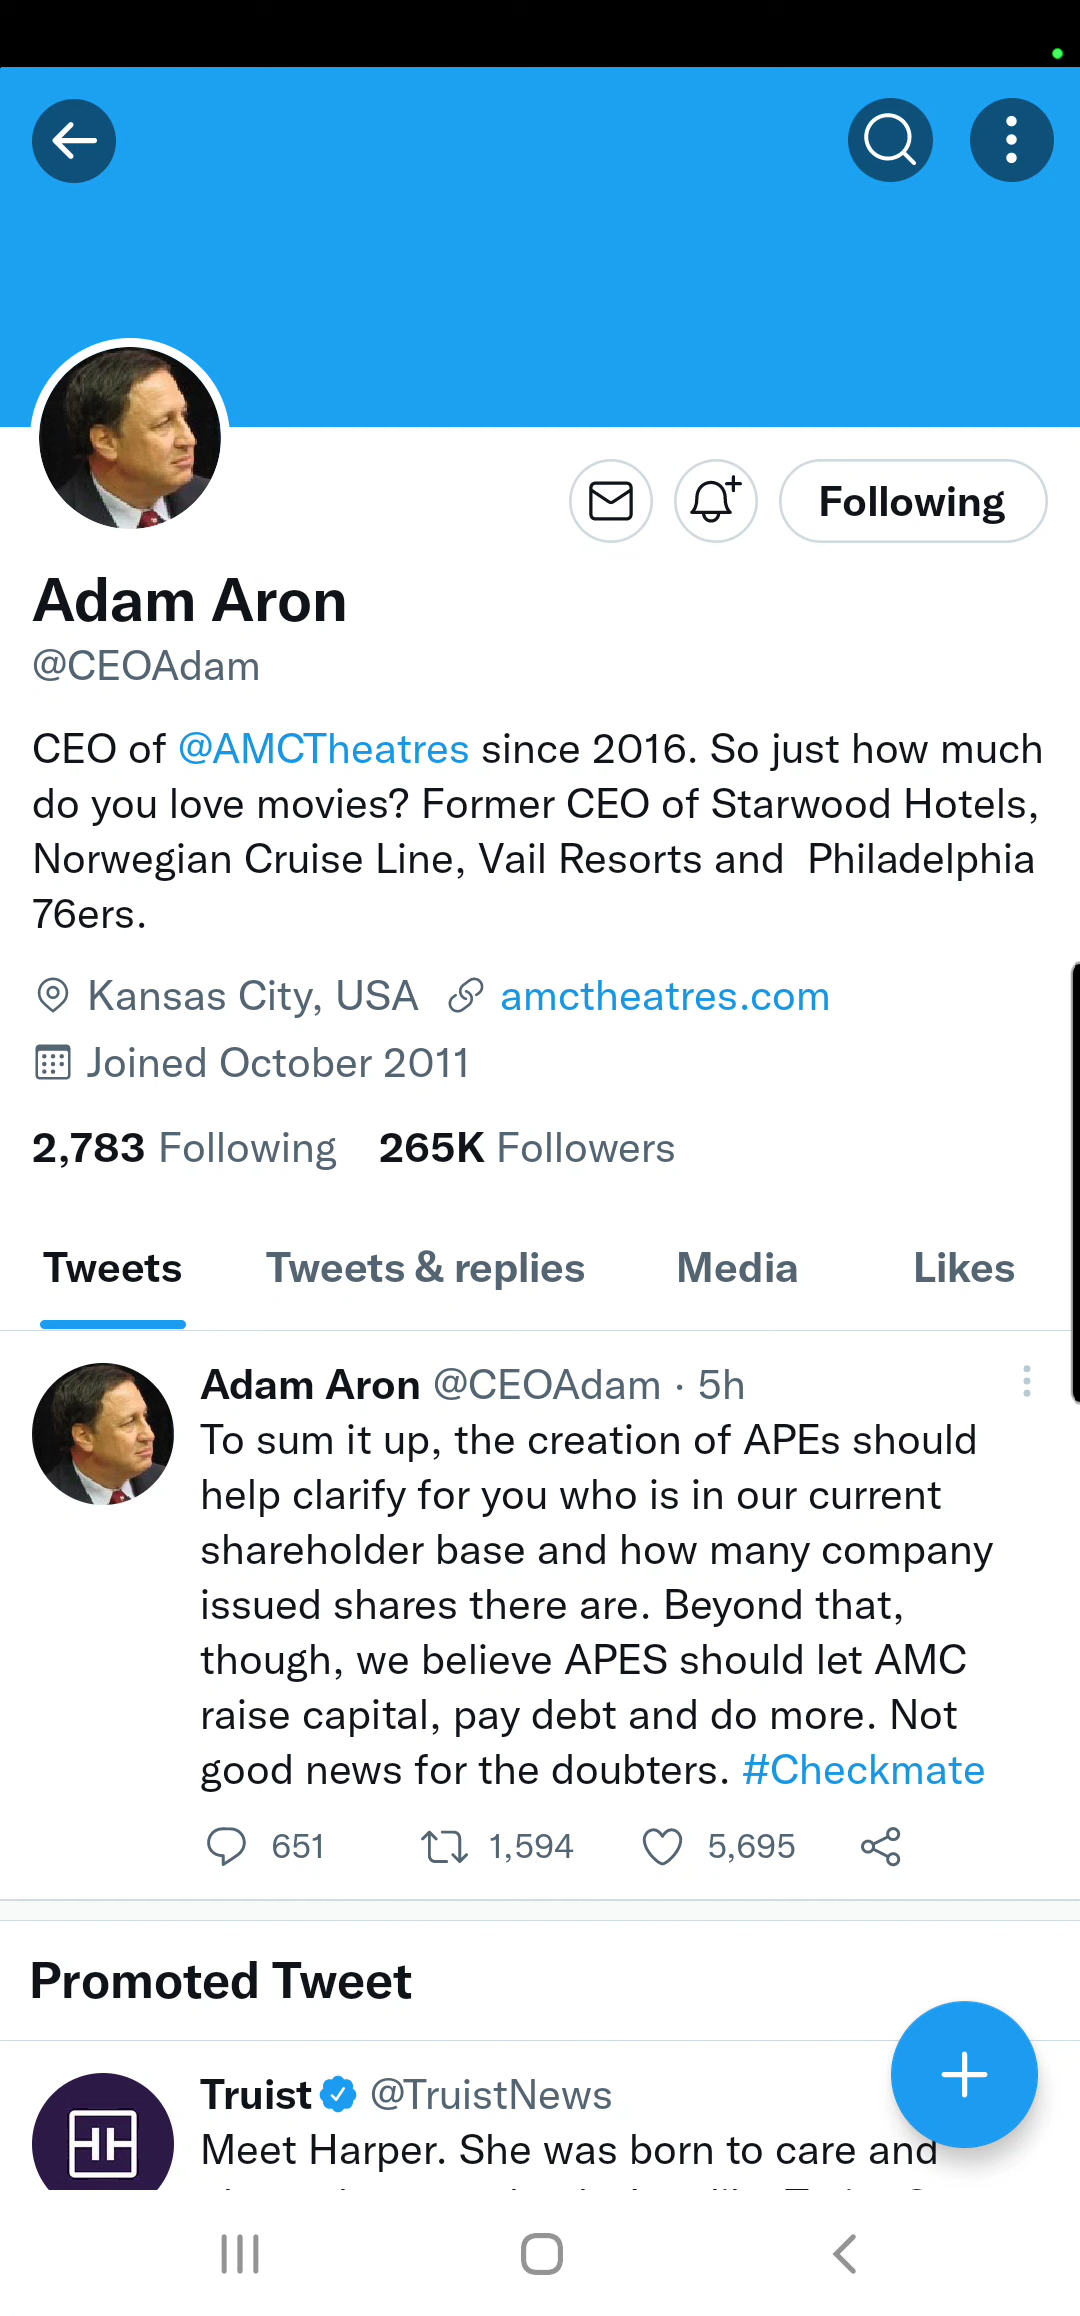 Following
Adam Aron
@CEOAdam
CEO of @AMCTheatres since 2016. So just how much
do you love movies? Former CEO of Starwood Hotels,
Norwegian Cruise Line, Vail Resorts and  Philadelphia
76ers.
Kansas City, USA amctheatres.com
Joined October 2011
2,783 Following 265K Followers
Tweets Tweets & replies Media Likes
Adam Aron @CEOAdam · 5h
To sum it up, the creation of APEs should
help clarify for you who is in our current
shareholder base and how many company
issued shares there are. Beyond that,
though, we believe APES should let AMC
raise capital, pay debt and do more. Not
good news for the doubters. #Checkmate
651 1,594 5,695
Promoted Tweet
Truist @TruistNews
Meet Harper. She was born to care and